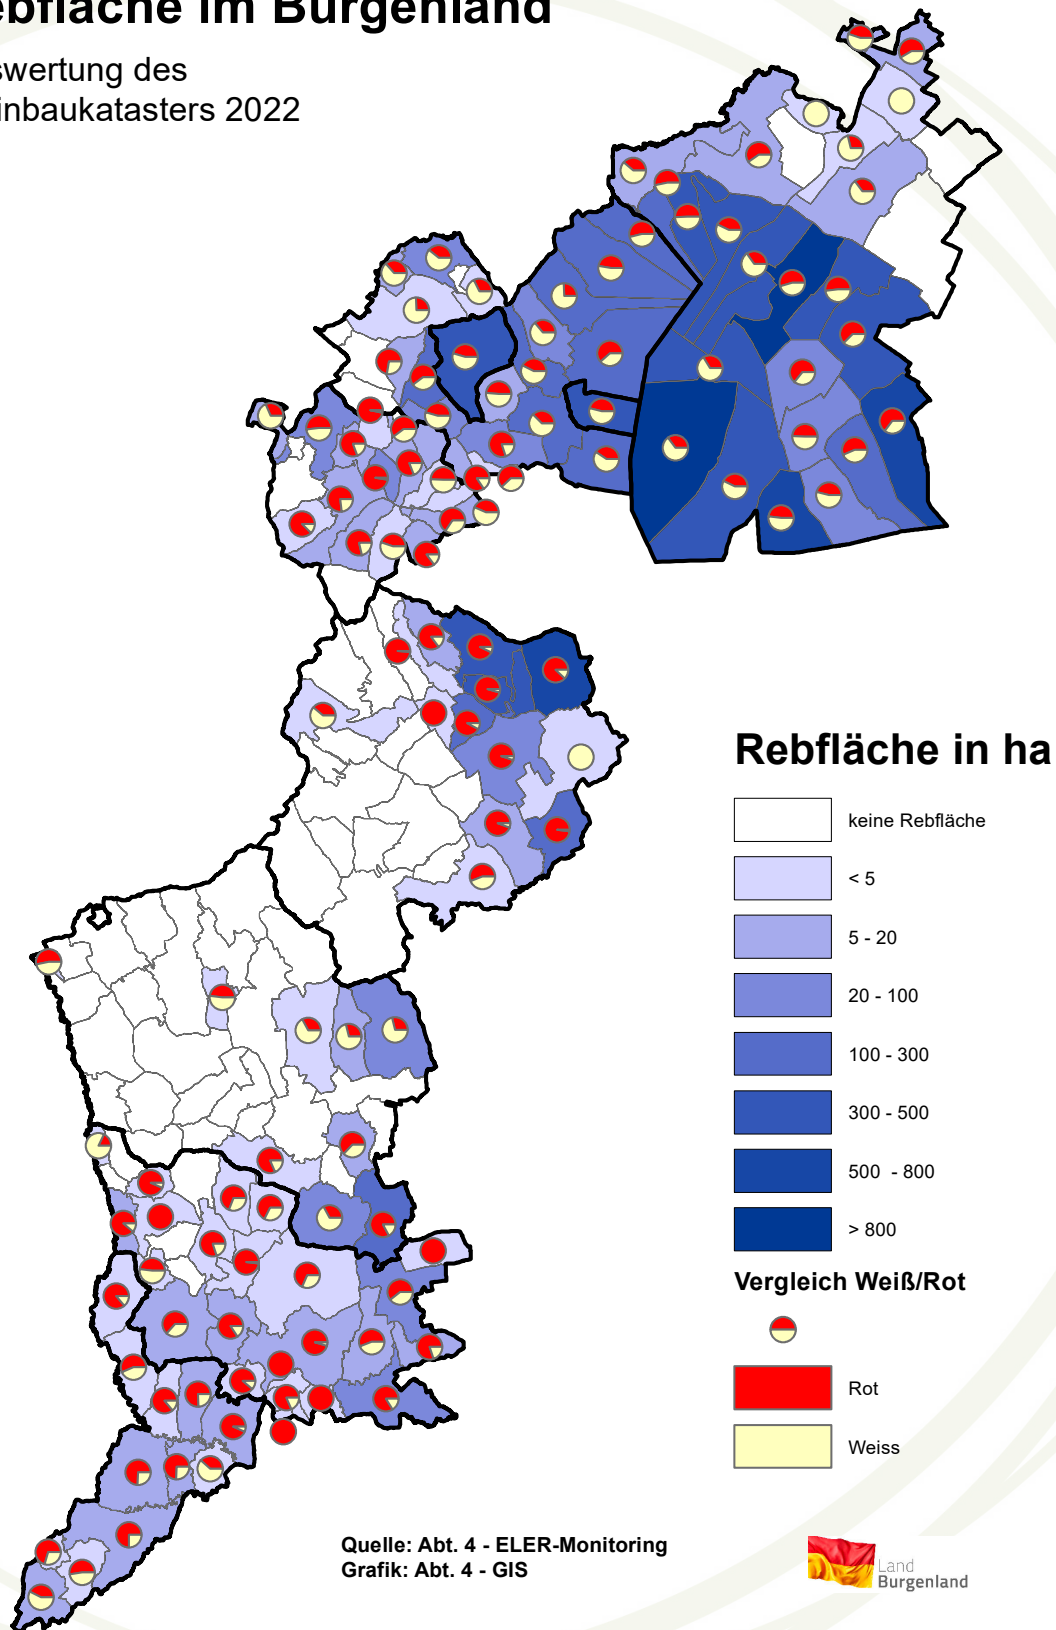 ebfläche im Burgenland
swertung des
inbaukatasters 2022
Rebfläche in ha
keine Rebfläche
< 5
5 - 20
20 - 100
100 - 300
300 - 500
500 - 800
> 800
Vergleich Weiß/Rot
Rot
Weiss
Quelle: Abt. 4 - ELER-Monitoring
Grafik: Abt. 4 - GIS
Land
Burgenland